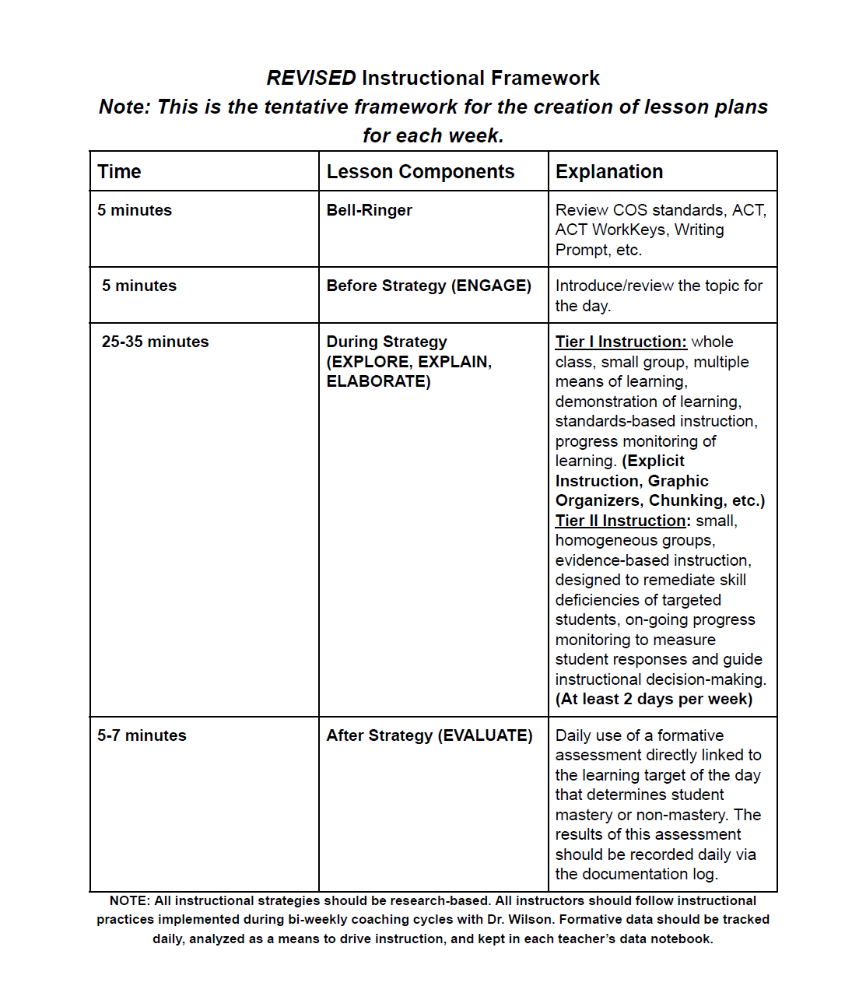 REVISED Instructional Framework
Note: This is the tentative framework for the creation of lesson plans
for each week.
Time
Lesson Components
Explanation
5 minutes
Bell-Ringer
Review COS standards, ACT,
ACT WorkKeys, Writing
Prompt, etc.
5 minutes
Before Strategy (ENGAGE)
Introduce/review the topic for
the day.
25-35 minutes
During Strategy
(EXPLORE, EXPLAIN,
ELABORATE)
Tier I Instruction: whole
class, small group, multiple
means of learning,
demonstration of learning,
standards-based instruction,
progress monitoring of
learning. (Explicit
Instruction, Graphic
Organizers, Chunking, etc.)
Tier II Instruction: small,
homogeneous groups,
evidence-based instruction,
designed to remediate skill
deficiencies of targeted
students, on-going progress
monitoring to measure
student responses and guide
instructional decision-making.
(At least 2 days per week)
5-7 minutes
After Strategy (EVALUATE)
Daily use of a formative
assessment directly linked to
the learning target of the day
that determines student
mastery or non-mastery. The
results of this assessment
should be recorded daily via
the documentation log.
NOTE: All instructional strategies should be research-based. All instructors should follow instructional
practices implemented during bi-weekly coaching cycles with Dr. Wilson. Formative data should be tracked
daily, analyzed as a means to drive instruction, and kept in each teacher's data notebook.